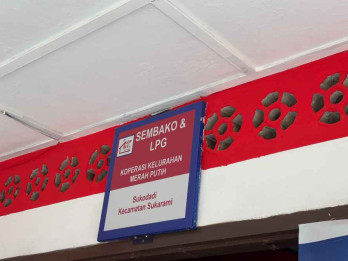 SEMBAKO &
LPG
KOPERASI KELURAHAN
MERAH PUTIH
Sukodadi
Kecamatan Sukarami